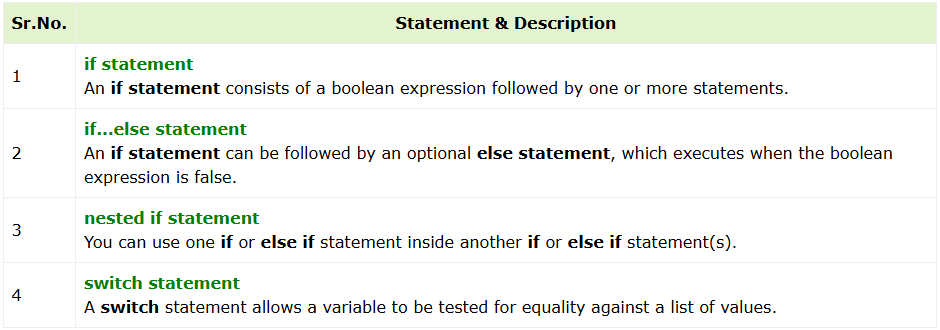 Sr.No. Statement & Description
1
if statement
An if statement consists of a boolean expression followed by one or more statements.
2
if...else statement
An if statement can be followed by an optional else statement, which executes when the boolean
expression is false.
3
nested if statement
You can use one if or else if statement inside another if or else if statement(s).
4
switch statement
A switch statement allows a variable to be tested for equality against a list of values.